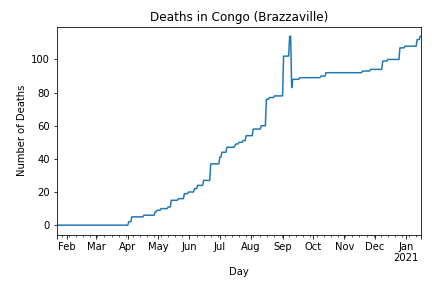 Deaths in Congo (Brazzaville)
Number of Deaths
100
80
60
40
20
0
Feb Mar Apr May Jun Jul Aug Sep Oct Nov Dec Jan
2021
Day